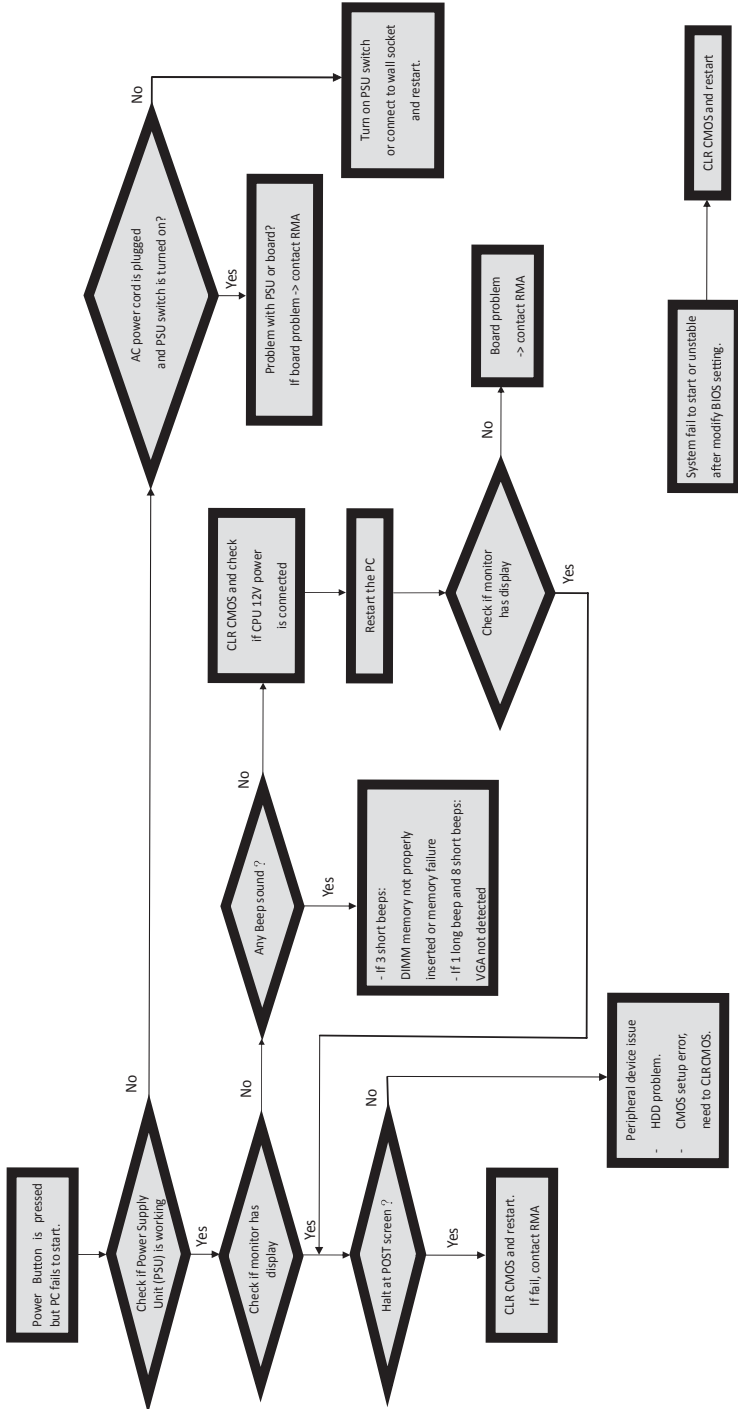 Power Button is pressed
but PC fails to start.
Check if Power Supply
Unit (PSU) is working
No
Yes
AC power cord is plugged
and PSU switch is turned on?
No
Turn on PSU switch
or connect to wall socket
and restart.
Yes
Problem with PSU or board?
If board problem -> contact RMA
Check if monitor has
display
No
Yes
Any Beep sound ?
No
Yes
- If 3 short beeps:
DIMM memory not properly
inserted or memory failure
- If 1 long beep and 8 short beeps:
VGA not detected
CLR CMOS and check
if CPU 12V power
is connected
Restart the PC
Check if monitor
has display
No
Board problem
-> contact RMA
Yes
Halt at POST screen ?
No
Yes
CLR CMOS and restart.
If fail, contact RMA
Peripheral device issue
- HDD problem.
- CMOS setup error,
need to CLRCMOS.
System fail to start or unstable
after modify BIOS setting.
CLR CMOS and restart